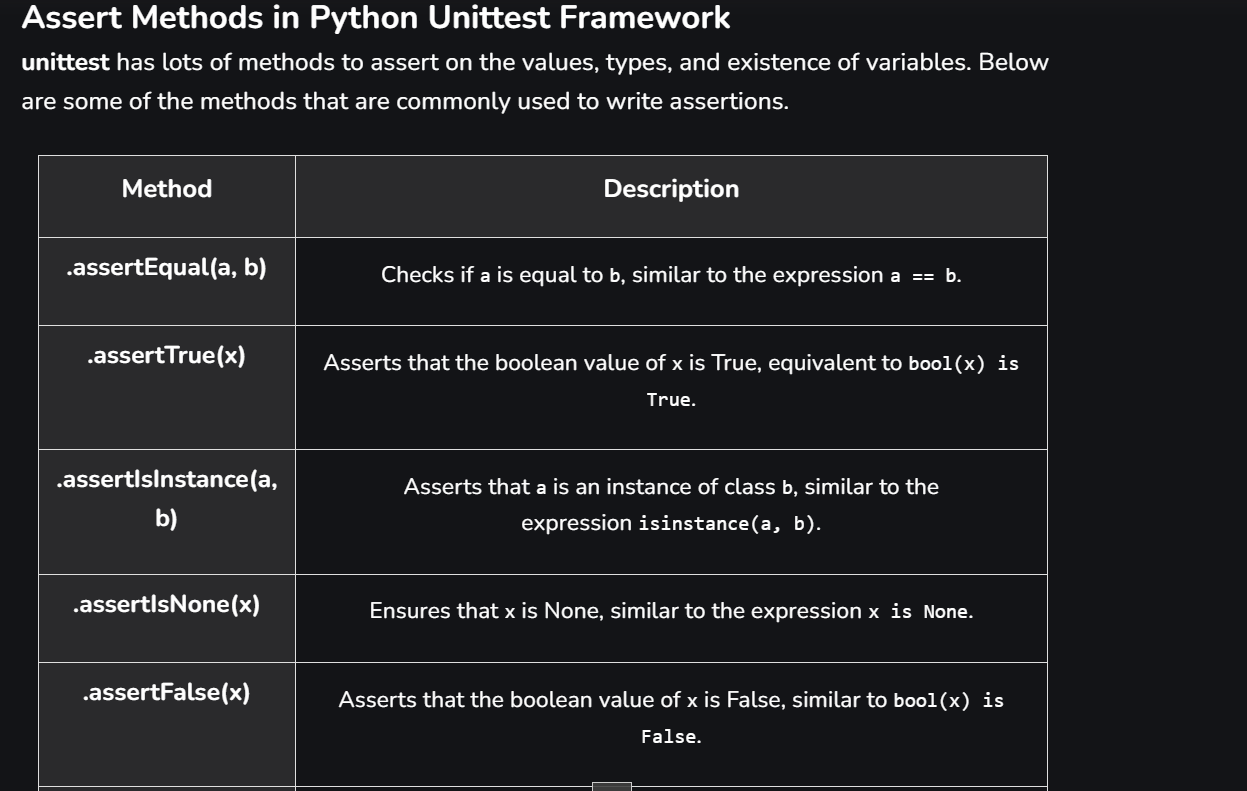 Assert Methods in Python Unittest Framework
unittest has lots of methods to assert on the values, types, and existence of variables. Below
are some of the methods that are commonly used to write assertions.
Method
Description
.assertEqual(a, b)
Checks if a is equal to b, similar to the expression a == b.
.assertTrue(x)
Asserts that the boolean value of x is True, equivalent to bool(x) is
True.
.assertIsInstance(a,
b)
Asserts that a is an instance of class b, similar to the
expression isinstance(a, b).
.assertIsNone(x)
Ensures that x is None, similar to the expression x is None.
.assertFalse(x)
Asserts that the boolean value of x is False, similar to bool(x) is
False.